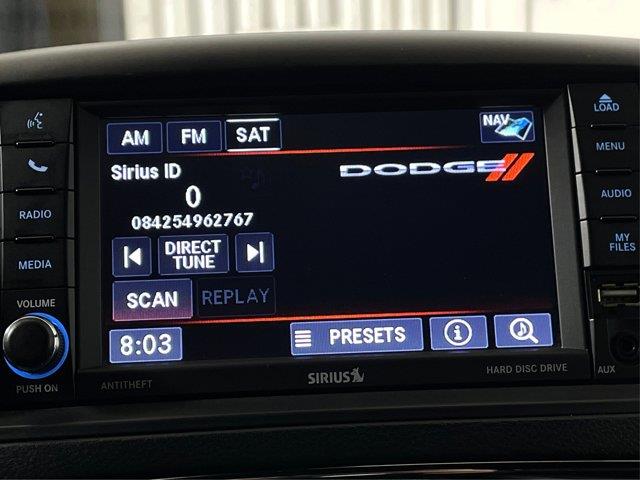 AM FM SAT NAV
LOAD
MENU
Sirius ID
DODGE
0
084254962767
RADIO
AUDIO
DIRECT
TUNE
MY
FILES
MEDIA
SCAN REPLAY
VOLUME
8:03 PRESETS
PUSH ON
ANTITHEFT
SIRIUS
HARD DISC DRIVE
AUX